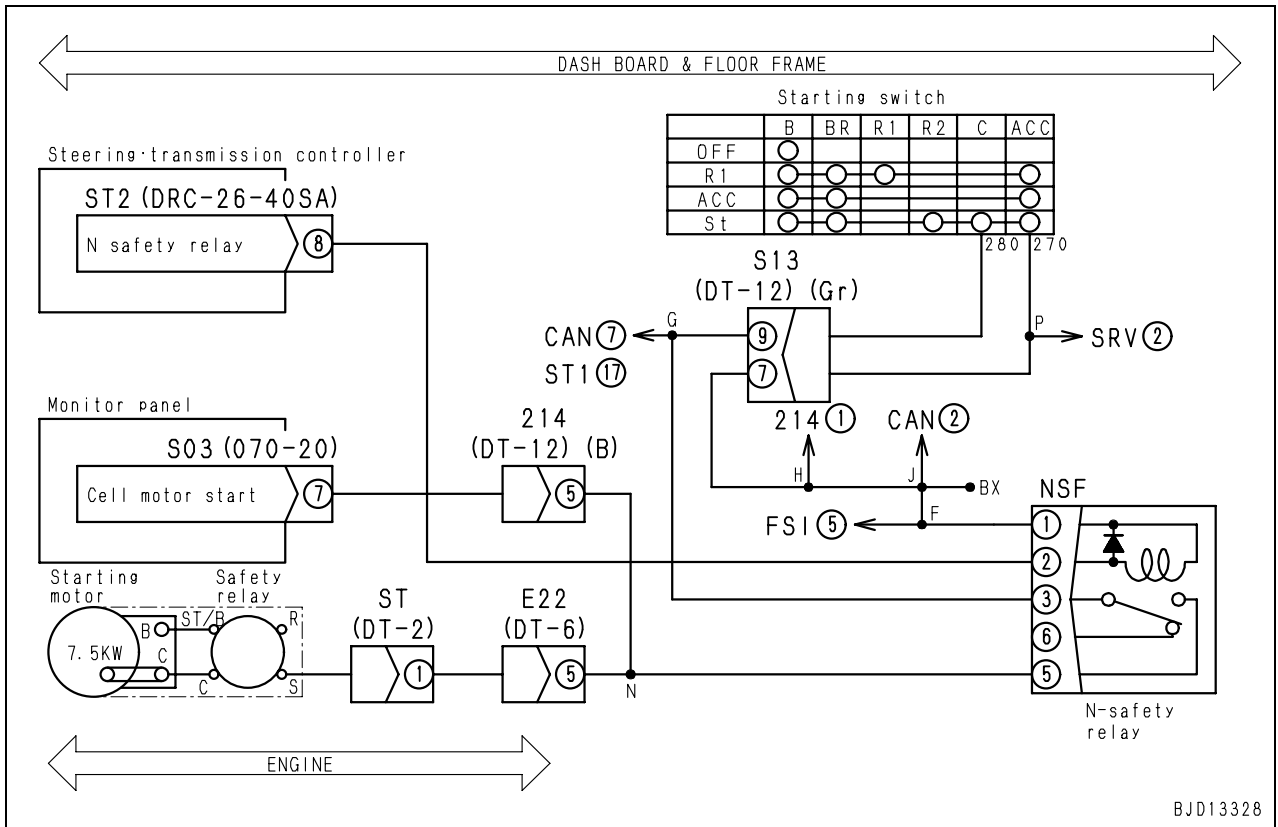 DASH BOARD & FLOOR FRAME
Starting switch
B BR R1 R2 C ACC
OFF
R1
ACC
St
280 270
Steering·transmission controller
ST2 (DRC-26-40SA)
N safety relay 8
S13
(DT-12) (Gr)
G
P
CAN 7
9
SRV 2
ST1 17
7
Monitor panel
214 1
CAN 2
214
(DT-12) (B)
S03 (070-20)
H
J
BX
Cell motor start 7
5
NSF
F
FSI 5
1
2
3
6
5
Starting
motor
Safety
relay
ST
(DT-2)
E22
(DT-6)
B ST/B R
7.5KW C
C S
1
5
N
N-safety
relay
ENGINE
BJD13328